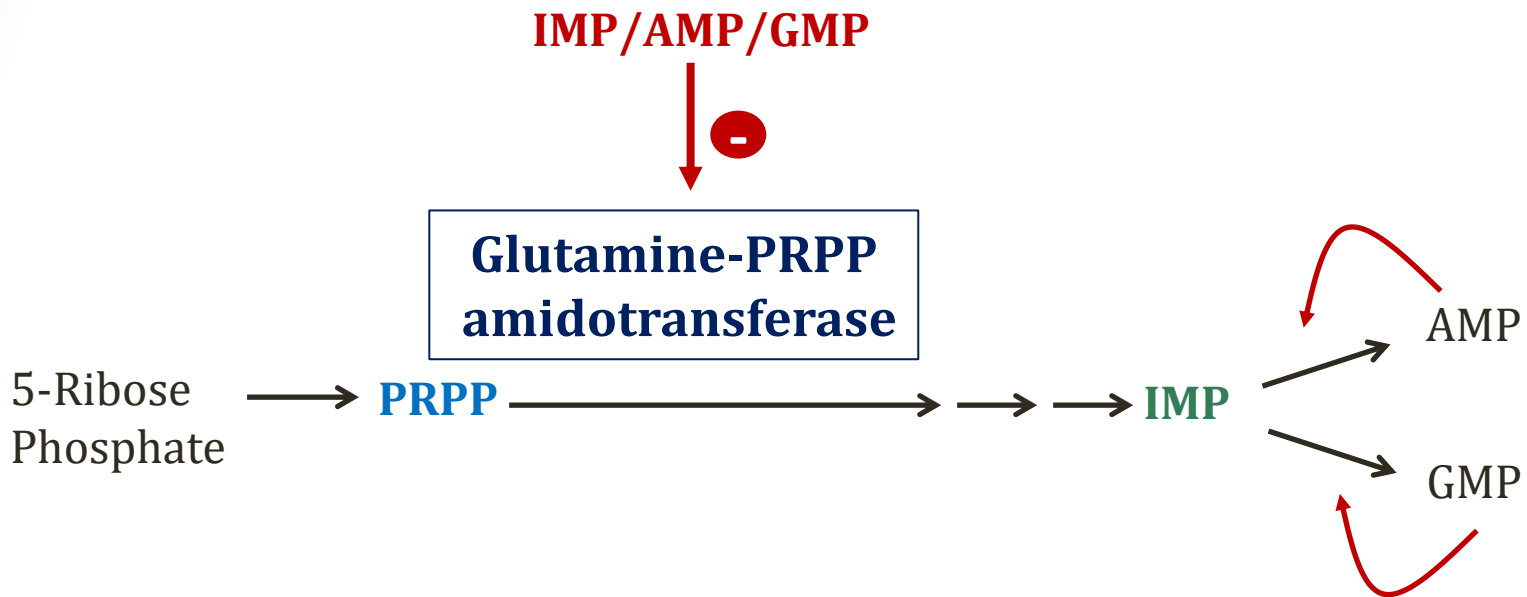 IMP/AMP/GMP
-
Glutamine-PRPP
amidotransferase
AMP
5-Ribose
Phosphate
PRPP
IMP
GMP